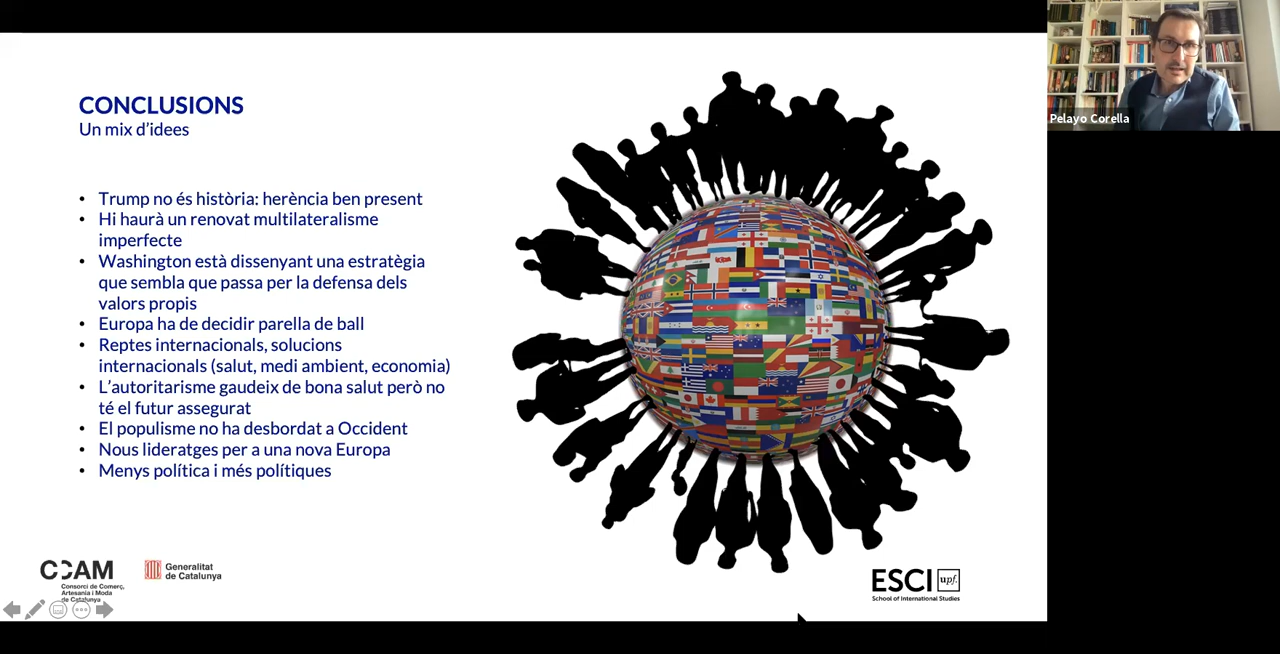 Pelayo Corella
CONCLUSIONS
Un mix d'idees
• Trump no és història: herència ben present
• Hi haurà un renovat multilateralisme
imperfecte
• Washington està dissenyant una estratègia
que sembla que passa per la defensa dels
valors propis
• Europa ha de decidir parella de ball
• Reptes internacionals, solucions
internacionals (salut, medi ambient, economia)
• L'autoritarisme gaudeix de bona salut però no
té el futur assegurat
• El populisme no ha desbordat a Occident
• Nous lideratges per a una nova Europa
• Menys política i més polítiques
CCAM
Consorci de Comerç,
Artesania i Moda
de Catalunya
Generalitat
de Catalunya
ESCI upf.
School of International Studies